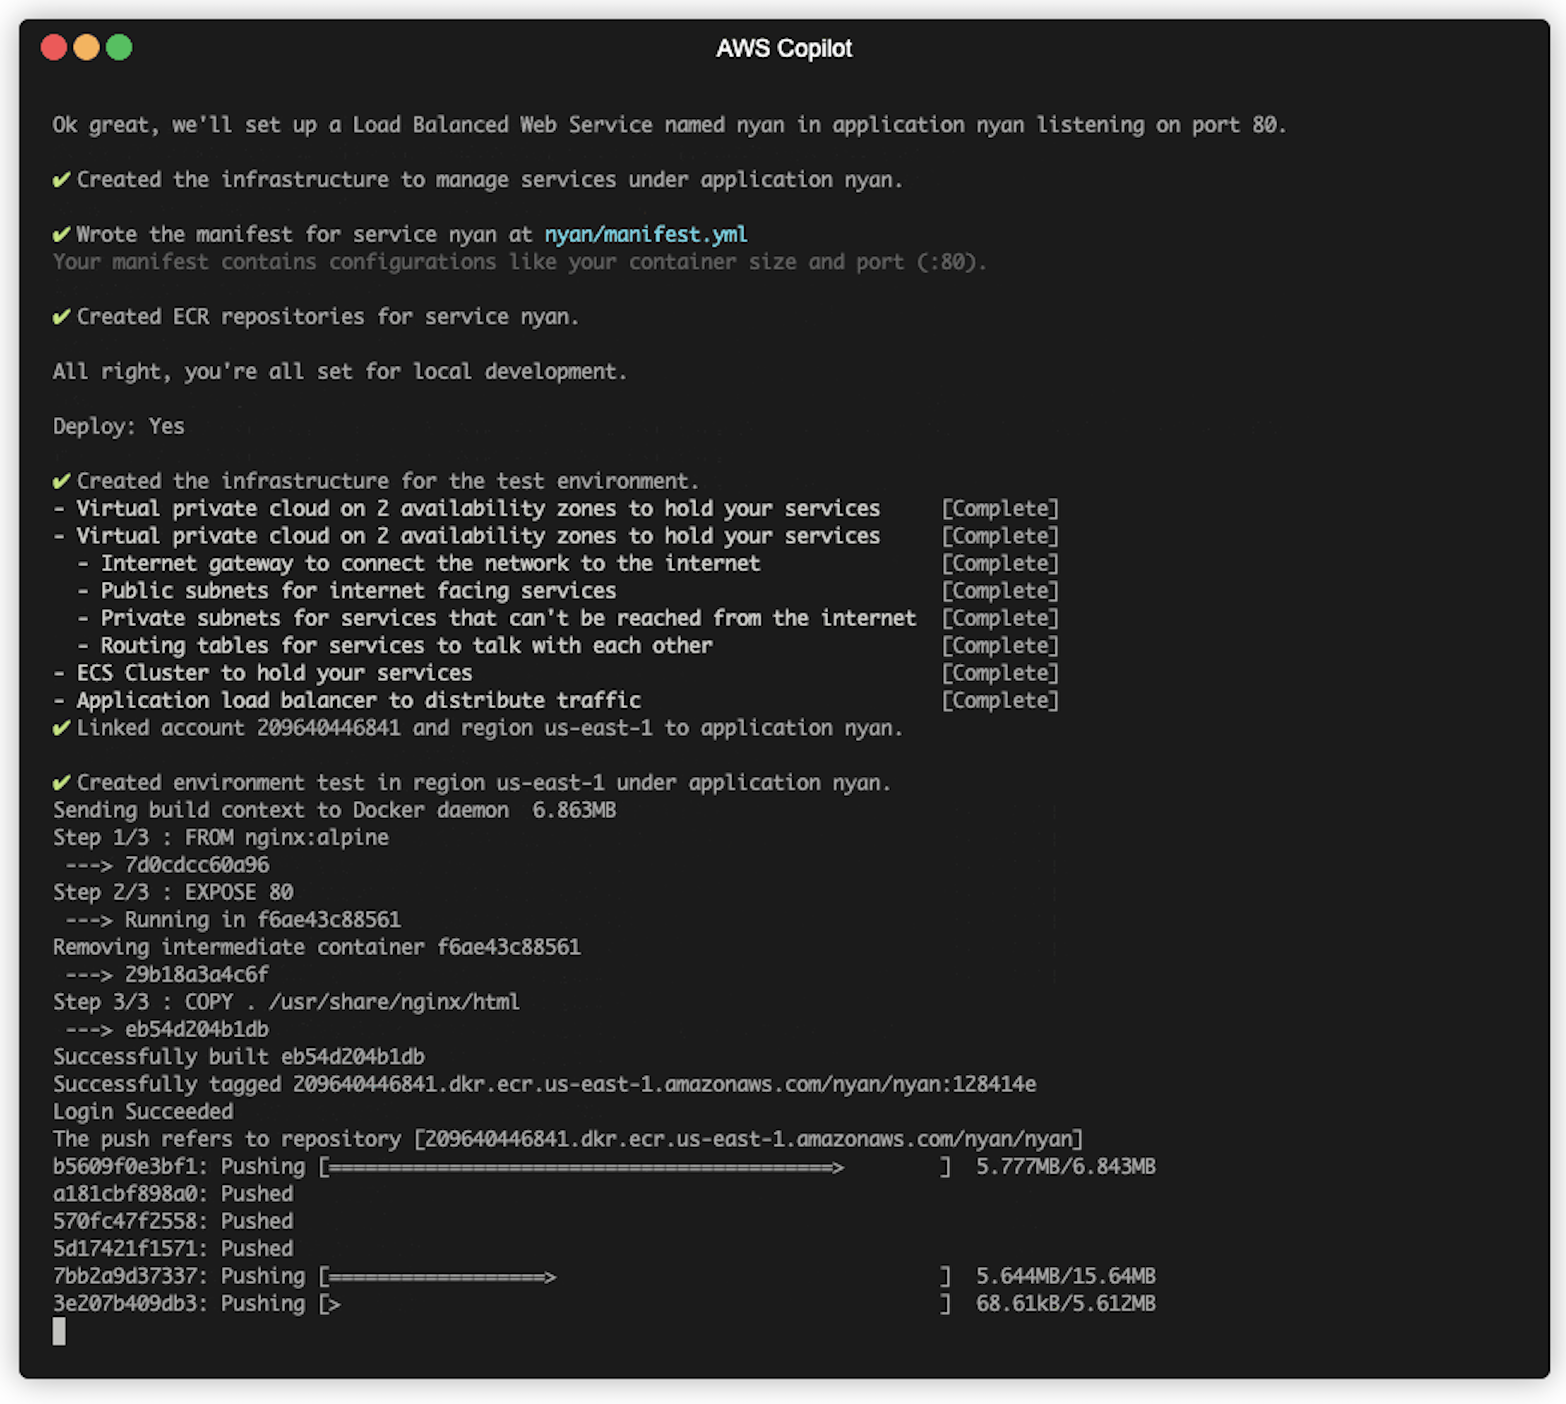 AWS Copilot
Ok great, we'll set up a Load Balanced Web Service named nyan in application nyan listening on port 80.
✔ Created the infrastructure to manage services under application nyan.
✔ Wrote the manifest for service nyan at nyan/manifest.yml
Your manifest contains configurations like your container size and port (:80).
✔ Created ECR repositories for service nyan.
All right, you're all set for local development.
Deploy: Yes
✔ Created the infrastructure for the test environment.
- Virtual private cloud on 2 availability zones to hold your services [Complete]
- Virtual private cloud on 2 availability zones to hold your services [Complete]
- Internet gateway to connect the network to the internet [Complete]
- Public subnets for internet facing services [Complete]
- Private subnets for services that can't be reached from the internet [Complete]
- Routing tables for services to talk with each other [Complete]
- ECS Cluster to hold your services [Complete]
- Application load balancer to distribute traffic [Complete]
✔ Linked account 209640446841 and region us-east-1 to application nyan.
✔ Created environment test in region us-east-1 under application nyan.
Sending build context to Docker daemon 6.863MB
Step 1/3 : FROM nginx:alpine
---> 7d0cdcc60a96
Step 2/3 : EXPOSE 80
---> Running in f6ae43c88561
Removing intermediate container f6ae43c88561
---> 29b18a3a4c6f
Step 3/3 : COPY . /usr/share/nginx/html
---> eb54d204b1db
Successfully built eb54d204b1db
Successfully tagged 209640446841.dkr.ecr.us-east-1.amazonaws.com/nyan/nyan:128414e
Login Succeeded
The push refers to repository [209640446841.dkr.ecr.us-east-1.amazonaws.com/nyan/nyan]
b5609f0e3bf1: Pushing [==========================================> ] 5.777MB/6.843MB
a181cbf898a0: Pushed
570fc47f2558: Pushed
5d17421f1571: Pushed
7bb2a9d37337: Pushing [==================> ] 5.644MB/15.64MB
3e207b409db3: Pushing [> ] 68.61kB/5.612MB